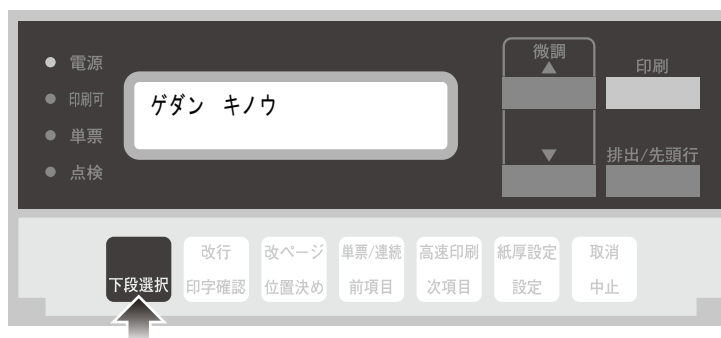 電源
印刷可
単票
点検
ゲダン キノウ
微調
▲
▼
印刷
排出/先頭行
下段選択
改行
印字確認
改ページ
位置決め
単票/連続
前項目
高速印刷
次項目
紙厚設定
設定
取消
中止